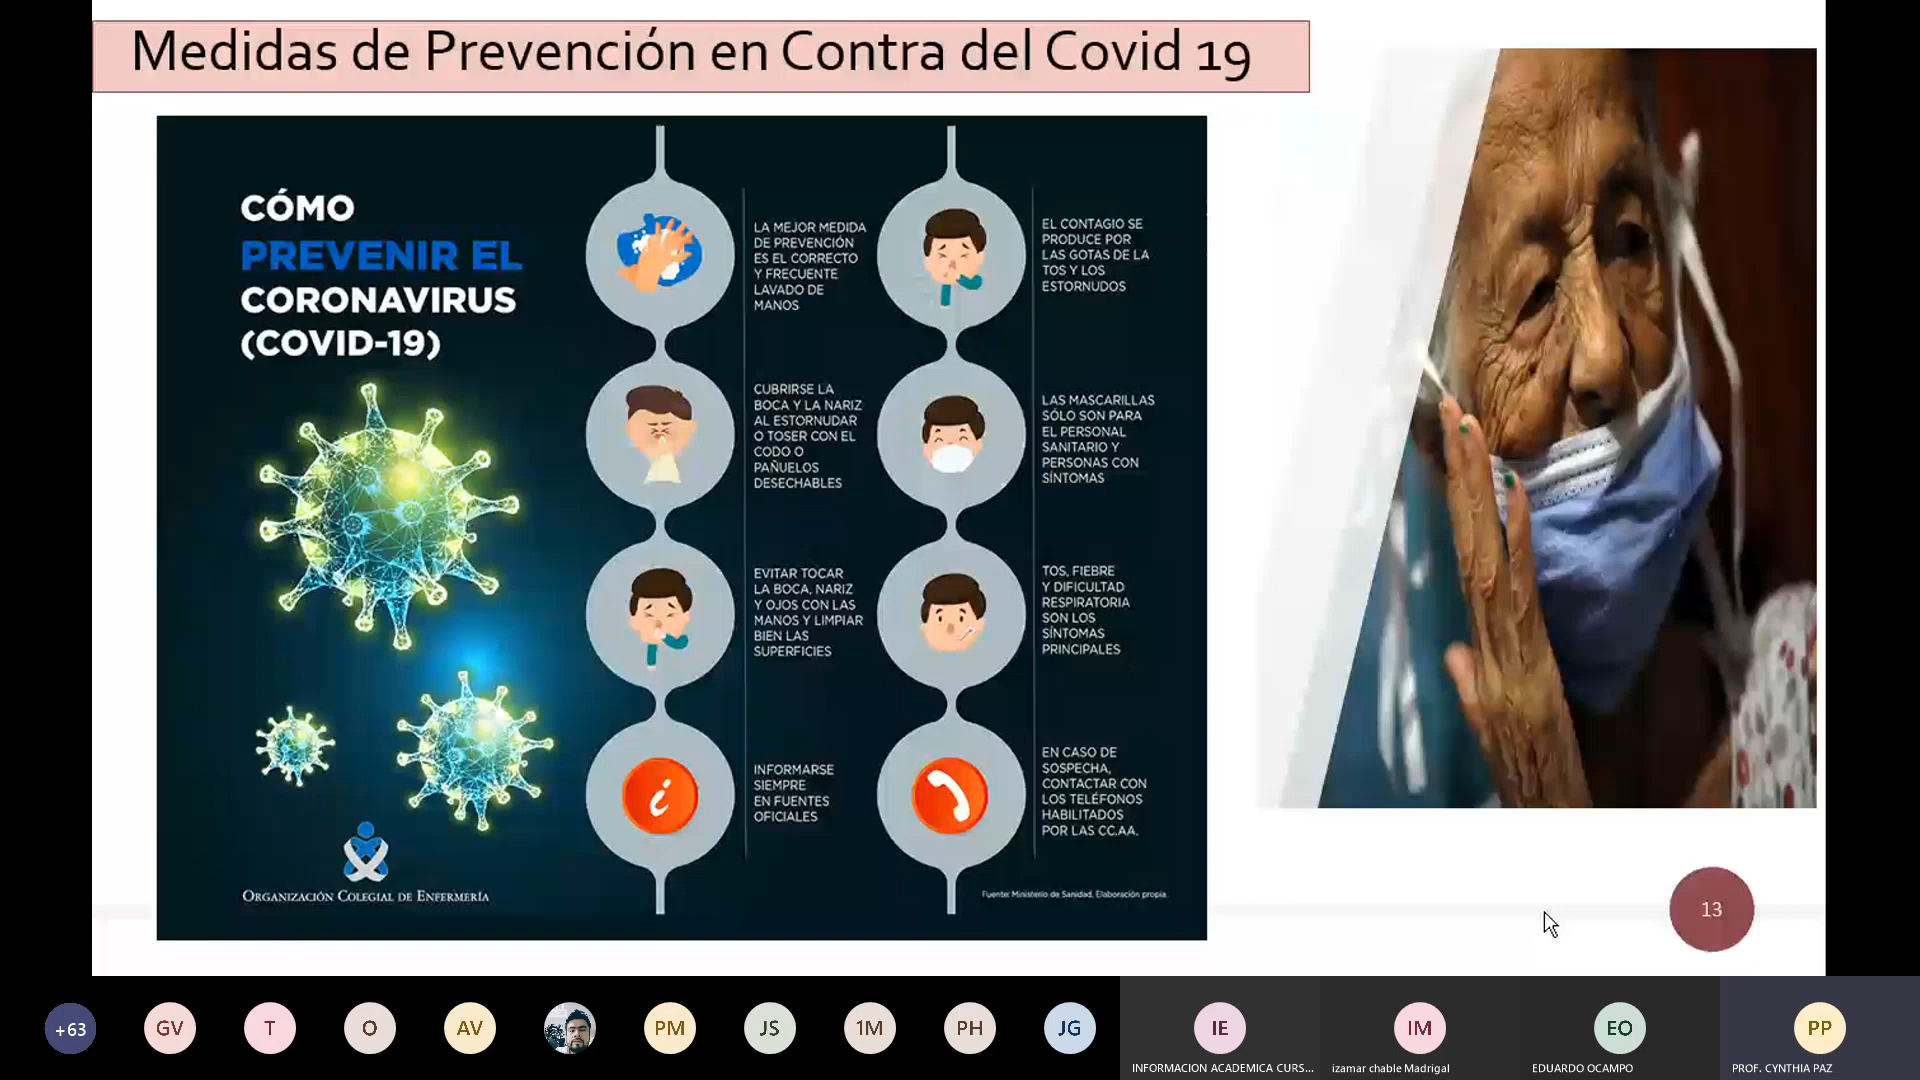 Medidas de Prevención en Contra del Covid 19
CÓMO
PREVENIR EL
CORONAVIRUS
(COVID-19)
LA MEJOR MEDIDA
DE PREVENCIÓN
ES EL CORRECTO
Y FRECUENTE
LAVADO DE
MANOS
CUBRIRSE LA
BOCA Y LA NARIZ
AL ESTORNUDAR
O TOSER CON EL
CODO O
PAÑUELOS
DESECHABLES
EVITAR TOCAR
LA BOCA, NARIZ
Y OJOS CON LAS
MANOS Y LIMPIAR
BIEN LAS
SUPERFICIES
INFORMARSE
SIEMPRE
EN FUENTES
OFICIALES
EL CONTAGIO SE
PRODUCE POR
LAS GOTAS DE LA
TOS Y LOS
ESTORNUDOS
LAS MASCARILLAS
SÓLO SON PARA
EL PERSONAL
SANITARIO Y
PERSONAS CON
SÍNTOMAS
TOS, FIEBRE
Y DIFICULTAD
RESPIRATORIA
SON LOS
SÍNTOMAS
PRINCIPALES
EN CASO DE
SOSPECHA,
CONTACTAR CON
LOS TELÉFONOS
HABILITADOS
POR LAS CC.AA.
ORGANIZACIÓN COLEGIAL DE ENFERMERÍA
Fuente: Ministerio de Sanidad. Elaboración propia.
13
+63
GV
T
O
AV
PM
JS
1M
PH
JG
IE
IM
EO
PP
INFORMACION ACADEMICA CURS...
izamar chable Madrigal
EDUARDO OCAMPO
PROF. CYNTHIA PAZ